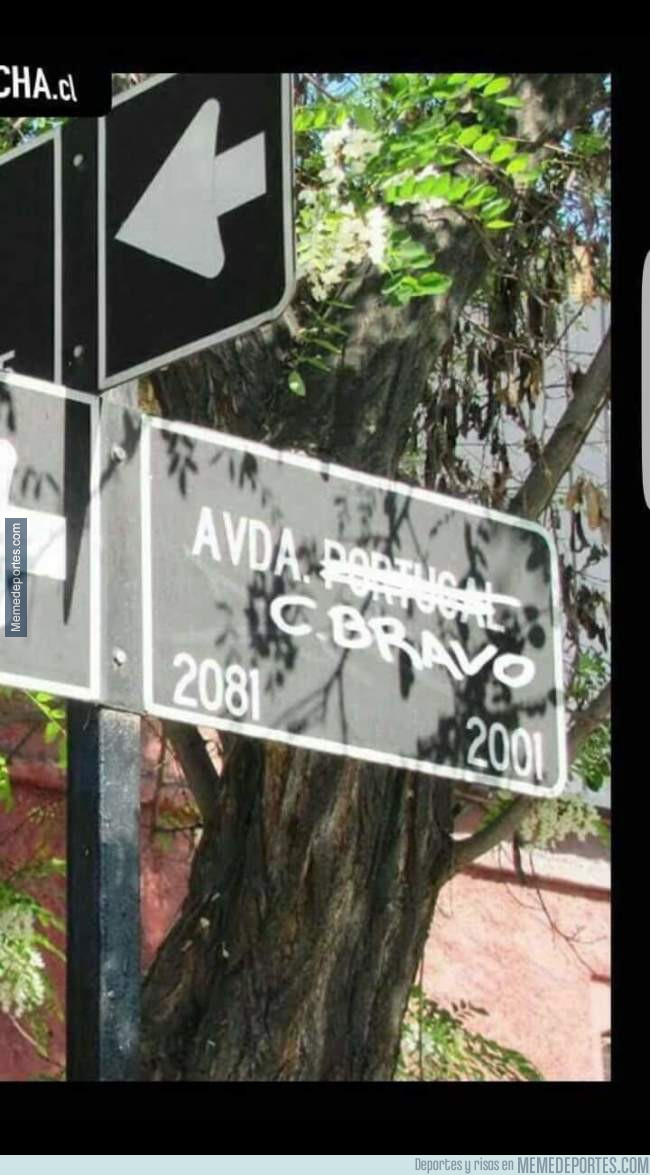 CHA.cl
AVDA. PORTUGAL
C. BRAVO
2081
2001
Memedeportes.com
Deportes y risas en MEMEDEPORTES.COM